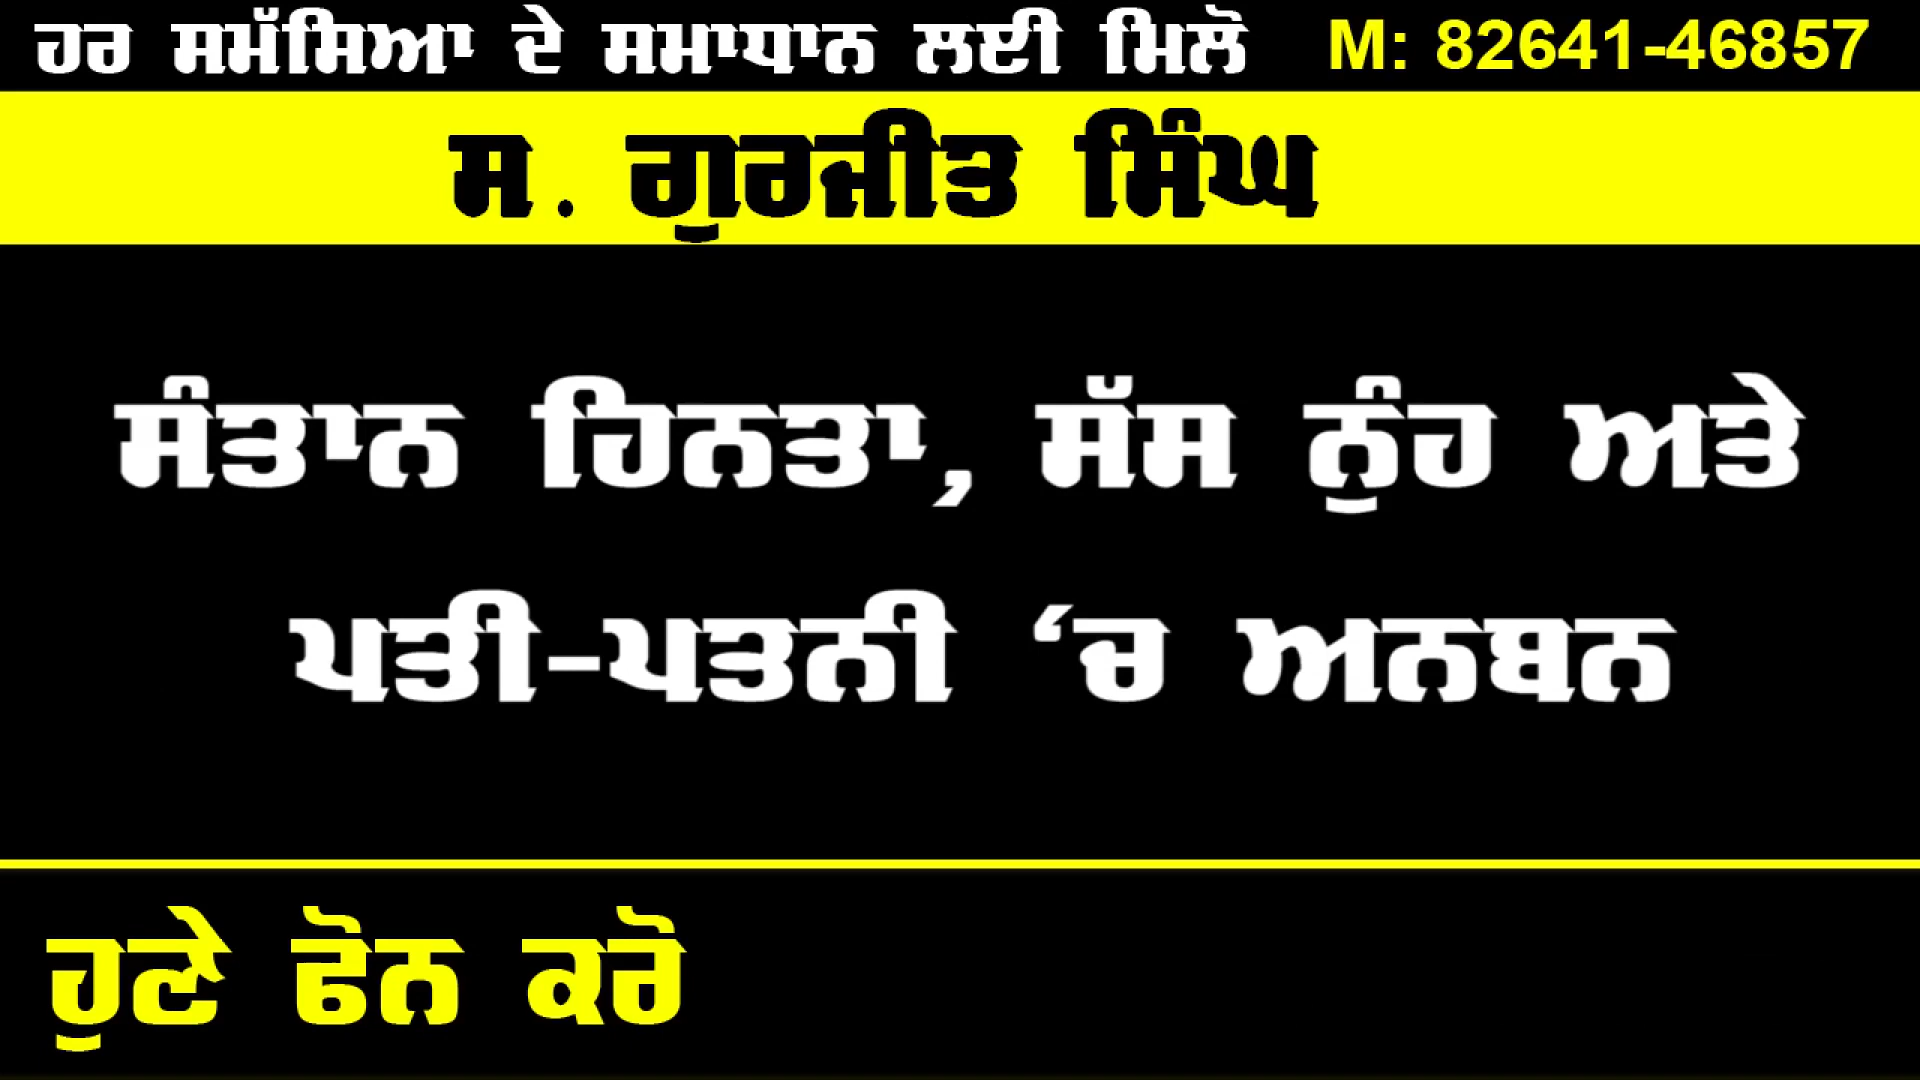 ਹਰ ਸਮੱਸਿਆ ਦੇ ਸਮਾਧਾਨ ਲਈ ਮਿਲੋ M: 82641-46857
ਸ. ਗੁਰਜੀਤ ਸਿੰਘ
ਸੰਤਾਨ ਹਿਨਤਾ, ਸੱਸ ਨੂੰਹ ਅਤੇ
ਪਤੀ-ਪਤਨੀ ‘ਚ ਅਨਬਨ
ਹੁਣੇ ਫੋਨ ਕਰੋ